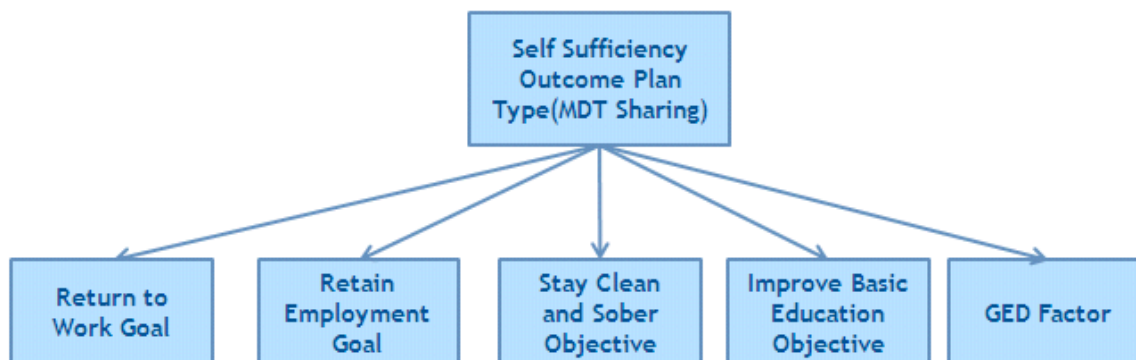 Self Sufficiency
Outcome Plan
Type(MDT Sharing)
Return to
Work Goal
Retain
Employment
Goal
Stay Clean
and Sober
Objective
Improve Basic
Education
Objective
GED Factor